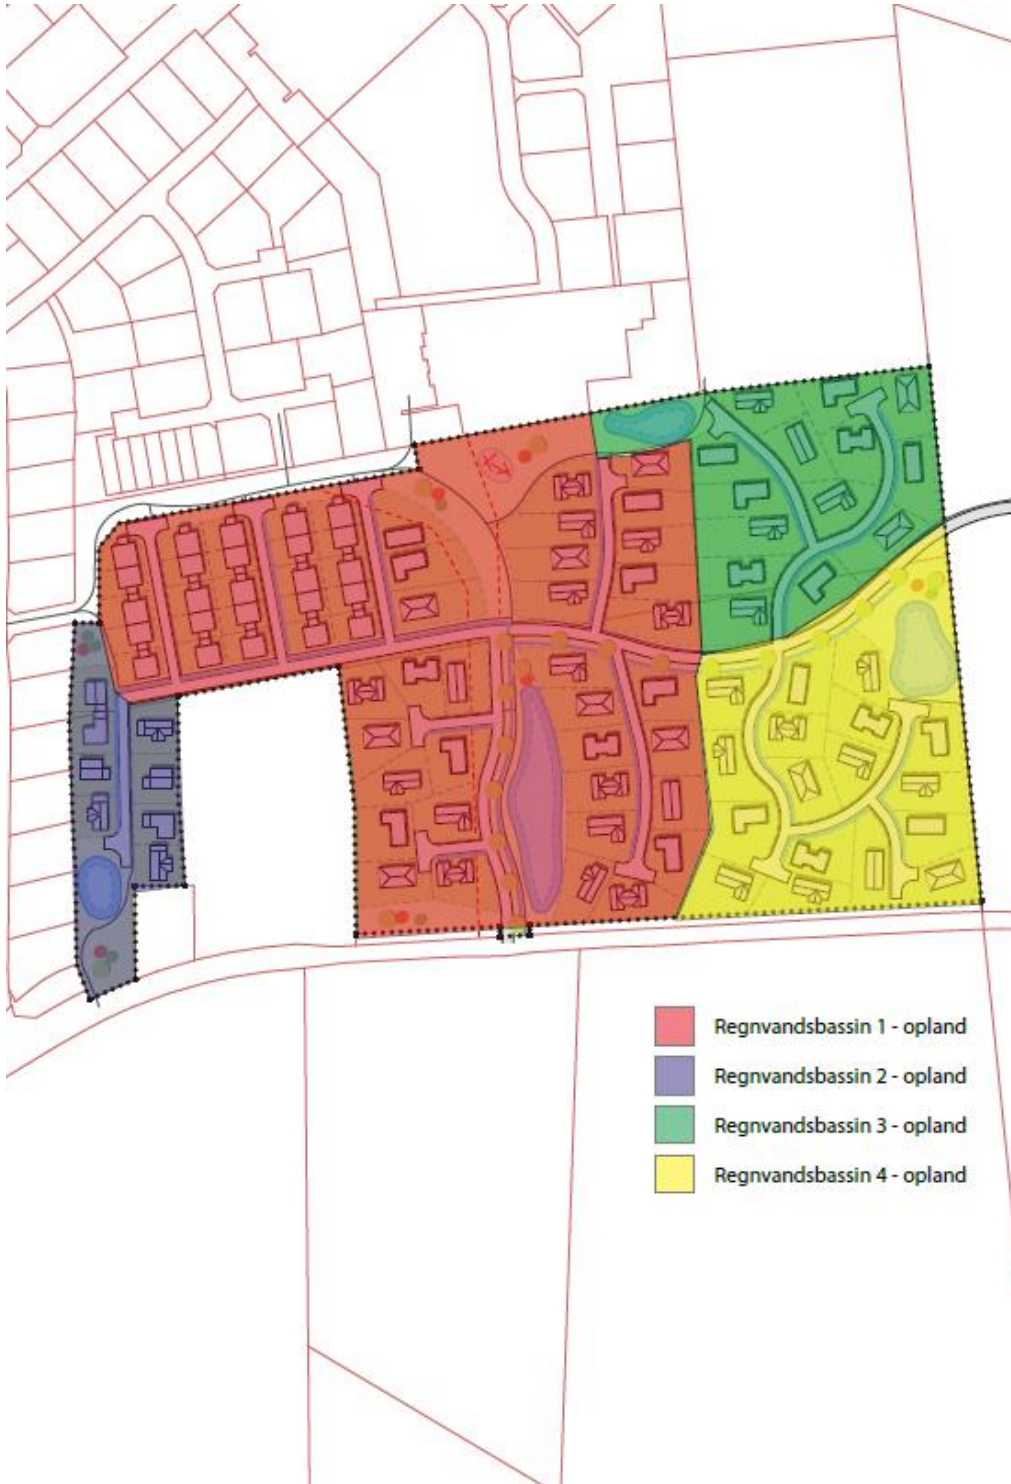 Regnvandsbassin 1 - opland
Regnvandsbassin 2 - opland
Regnvandsbassin 3 - opland
Regnvandsbassin 4 - opland